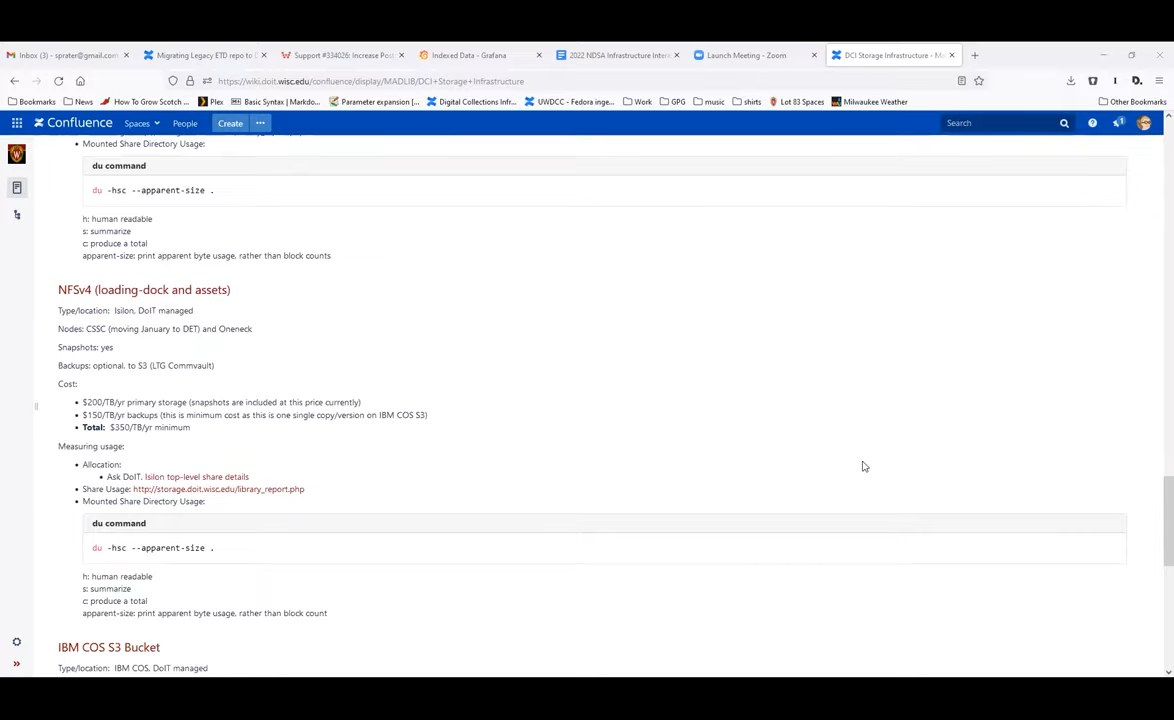 Inbox (3) - sprater@gmail.com
Migrating Legacy ETD repo to D
Support #334026: Increase Post
Indexed Data - Grafana
2022 NDSA Infrastructure Inter
Launch Meeting - Zoom
DCI Storage Infrastructure - Ma
https://wiki.doit.wisc.edu/confluence/display/MADLIB/DCI+Storage+Infrastructure
Bookmarks
News
How To Grow Scotch ...
Plex
Basic Syntax | Markdo...
Parameter expansion [...
Digital Collections Infr...
UWDCC - Fedora inge...
Work
GPG
music
shirts
Lot 83 Spaces
Milwaukee Weather
Other Bookmarks
Confluence
Spaces
People
Create
Search
• Mounted Share Directory Usage:
du command
du -hsc --apparent-size .
h: human readable
s: summarize
c: produce a total
apparent-size: print apparent byte usage, rather than block counts
NFSv4 (loading-dock and assets)
Type/location: Isilon, DoIT managed
Nodes: CSSC (moving January to DET) and Oneneck
Snapshots: yes
Backups: optional. to S3 (LTG Commvault)
Cost:
• $200/TB/yr primary storage (snapshots are included at this price currently)
• $150/TB/yr backups (this is minimum cost as this is one single copy/version on IBM COS S3)
• Total: $350/TB/yr minimum
Measuring usage:
• Allocation:
• Ask DoIT. Isilon top-level share details
• Share Usage: http://storage.doit.wisc.edu/library_report.php
• Mounted Share Directory Usage:
du command
du -hsc --apparent-size .
h: human readable
s: summarize
c: produce a total
apparent-size: print apparent byte usage, rather than block count
IBM COS S3 Bucket
Type/location: IBM COS, DoIT managed